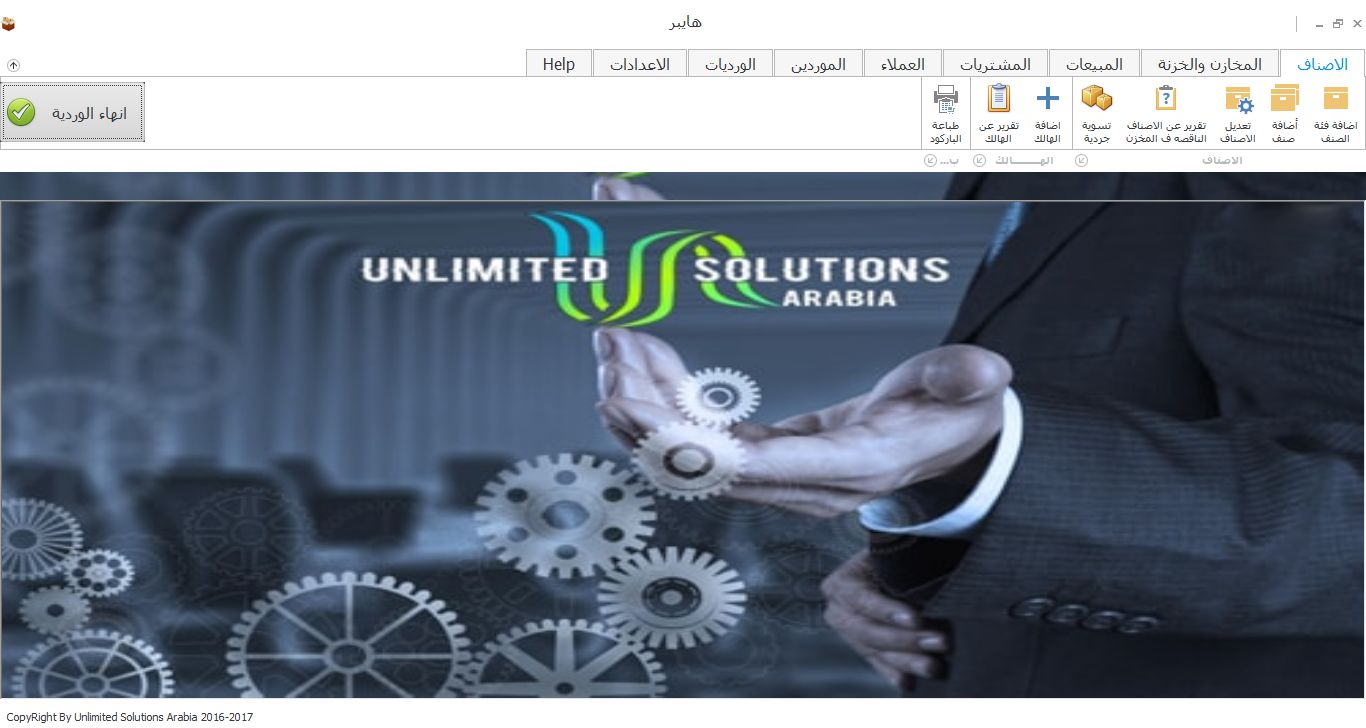 هايبر
الاصناف
المخازن والخزنة
المبيعات
المشتريات
العملاء
الموردين
الورديات
الاعدادات
Help
اضافة فئة
الصنف
أضافة
صنف
تعديل
الاصناف
تقرير عن الاصناف
الناقصه ف المخزن
تسوية
جردية
اضافة
الهالك
تقرير عن
الهالك
طباعة
الباركود
انهاء الوردية
الاصناف
الهـــــــالك
ب...
UNLIMITED SOLUTIONS
ARABIA
CopyRight By Unlimited Solutions Arabia 2016-2017